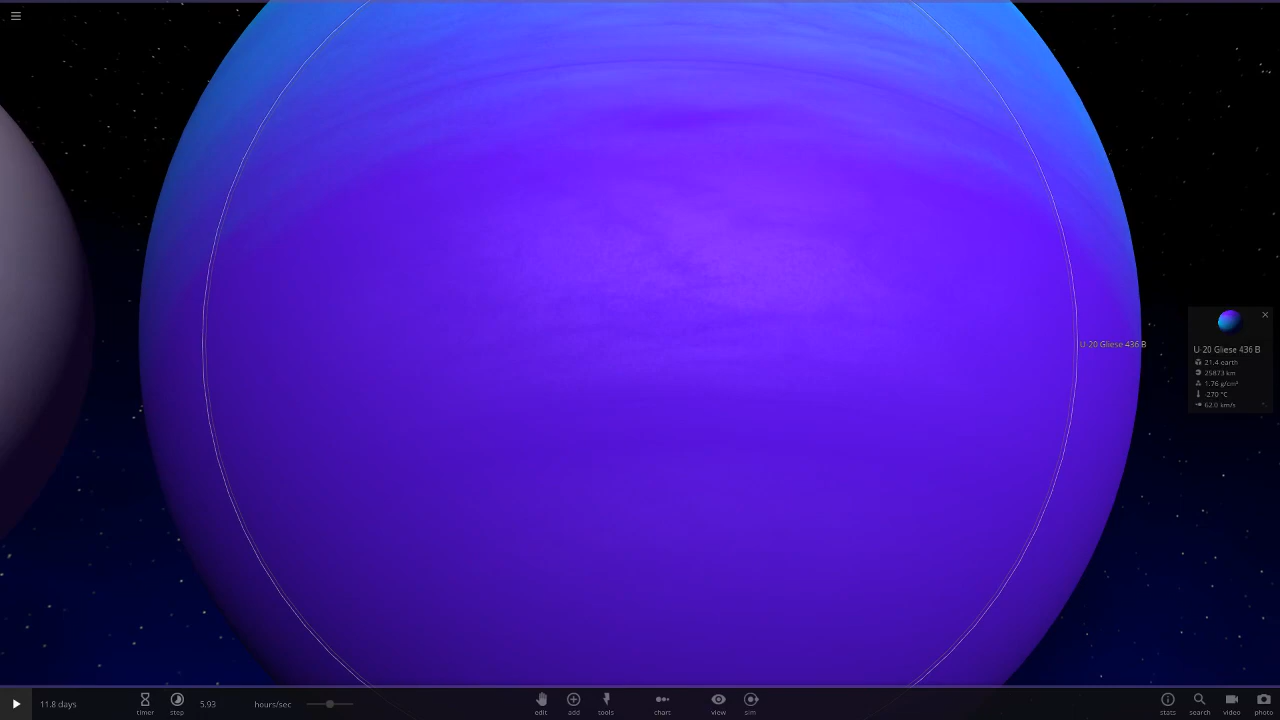 U-20 Gliese 436 B
U-20 Gliese 436 B
21.4 earth
25873 km
1.76 g/cm³
-270 °C
62.0 km/s
11.8 days
timer
step
5.93
hours/sec
edit
add
tools
chart
view
sim
stats
search
video
photo